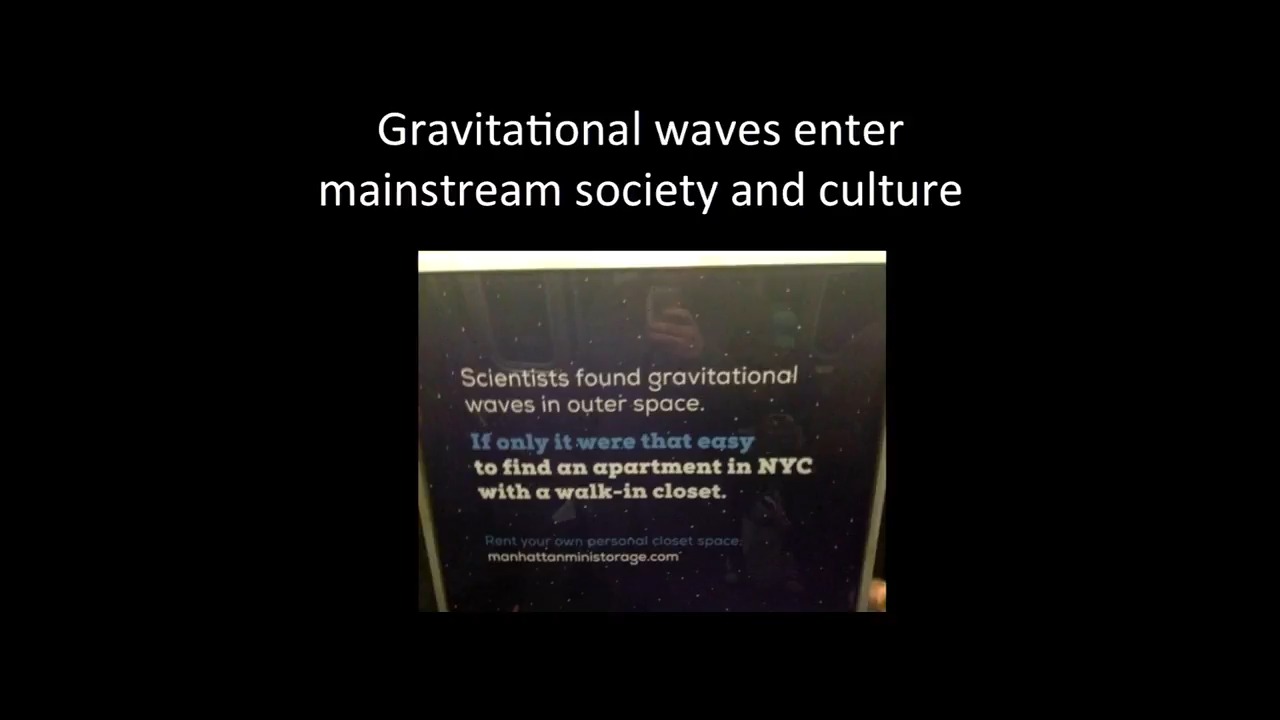 Gravitational waves enter
mainstream society and culture
Scientists found gravitational
waves in outer space.
If only it were that easy
to find an apartment in NYC
with a walk-in closet.
Rent your own personal closet space.
manhattanministorage.com